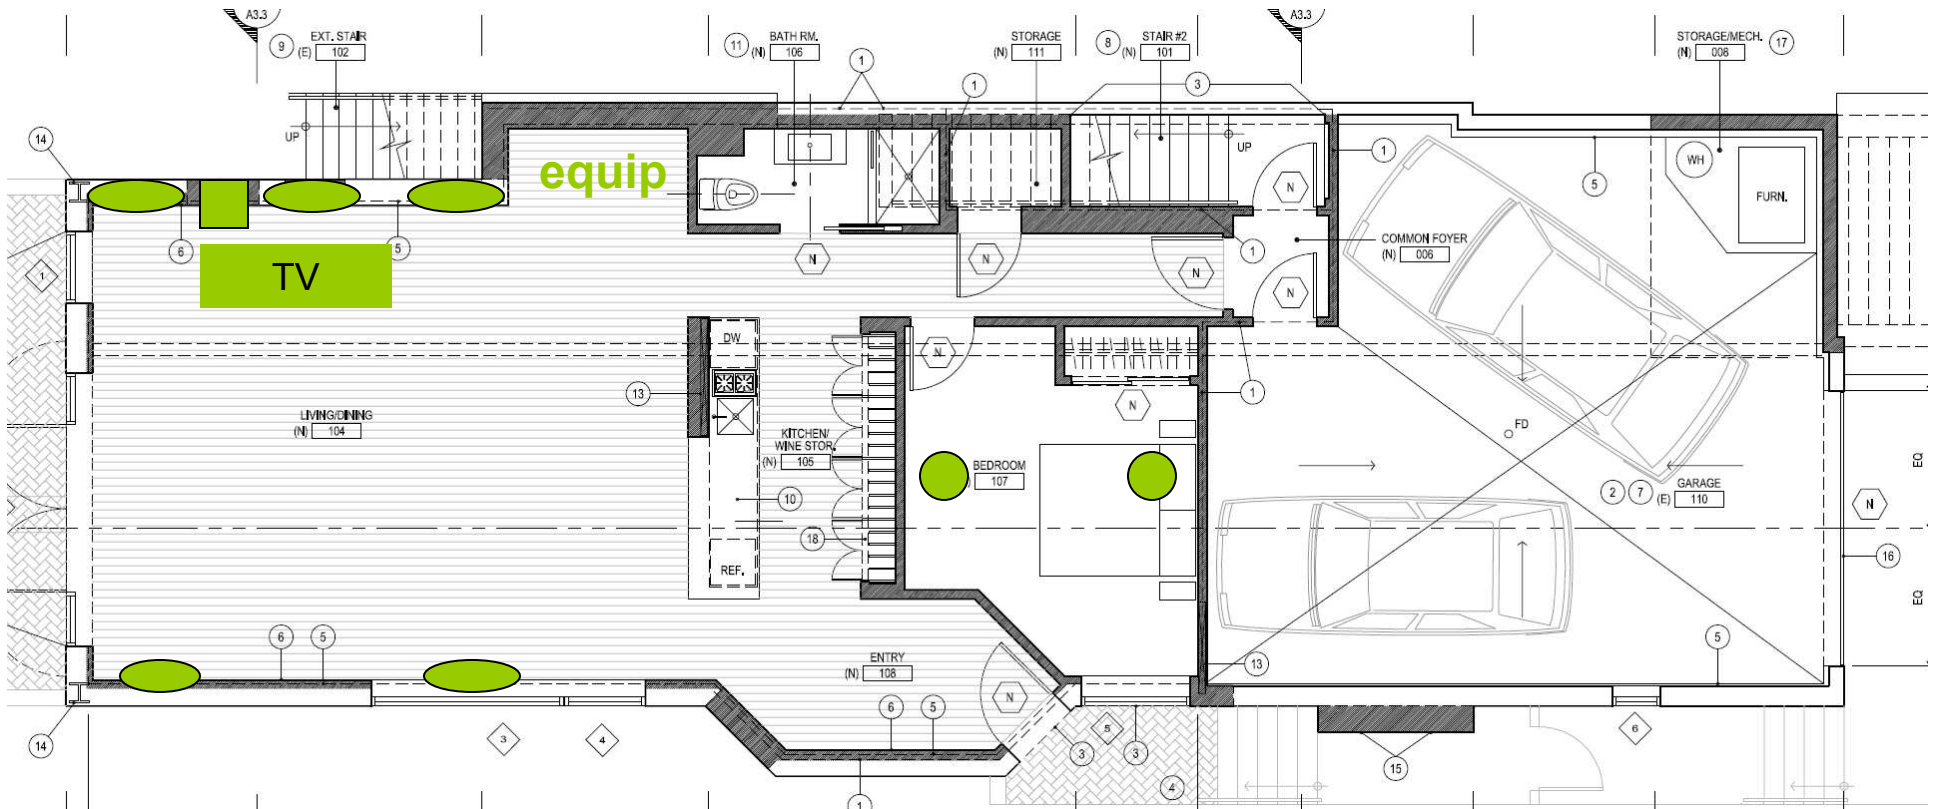 A3.3
A3.3
9
EXT. STAIR
(E) 102
11
BATH RM.
(N) 106
STORAGE
(N) 111
8
STAIR #2
(N) 101
STORAGE/MECH.
(N) 008
17
1
1
3
14
UP
UP
1
equip
WH
5
FURN.
N
6
5
1
COMMON FOYER
(N) 006
1
N
N
N
N
TV
DW
N
13
1
N
LIVING/DINING
(N) 104
KITCHEN/
WINE STOR.
(N) 105
FD
BEDROOM
107
EQ
2
7
GARAGE
(E) 110
10
N
18
16
REF.
EQ
6
5
5
ENTRY
(N) 108
13
N
6
5
3
4
5
3
3
6
14
15
4
1